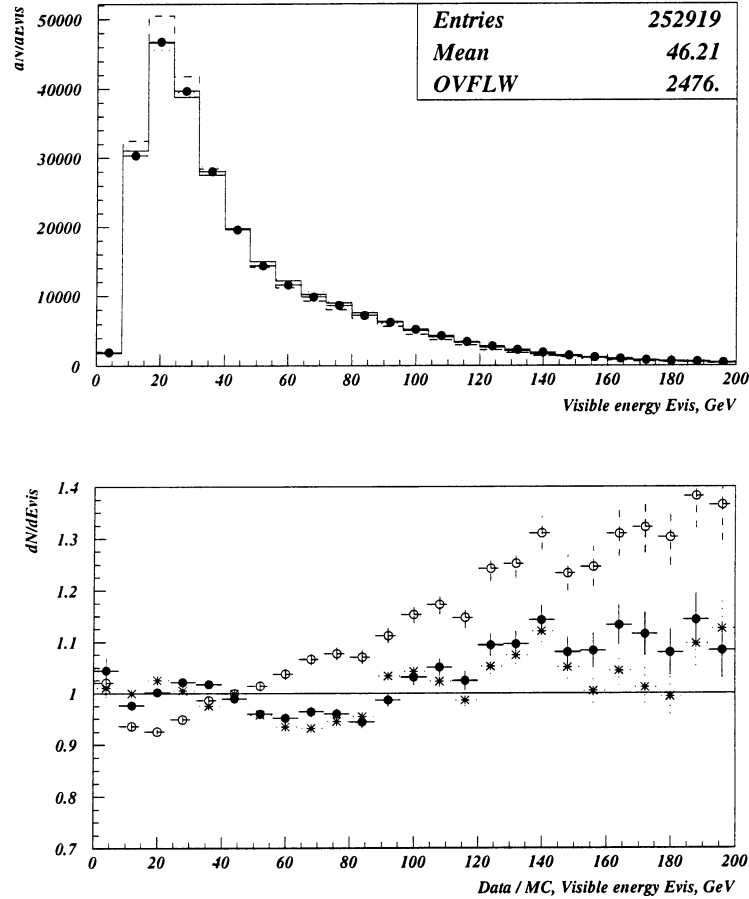 dN/dEvis
Entries 252919
Mean 46.21
OVFLW 2476.
50000
40000
30000
20000
10000
0
0 20 40 60 80 100 120 140 160 180 200
Visible energy Evis, GeV
dN/dEvis
1.4
1.3
1.2
1.1
1
0.9
0.8
0.7
0 20 40 60 80 100 120 140 160 180 200
Data / MC, Visible energy Evis, GeV